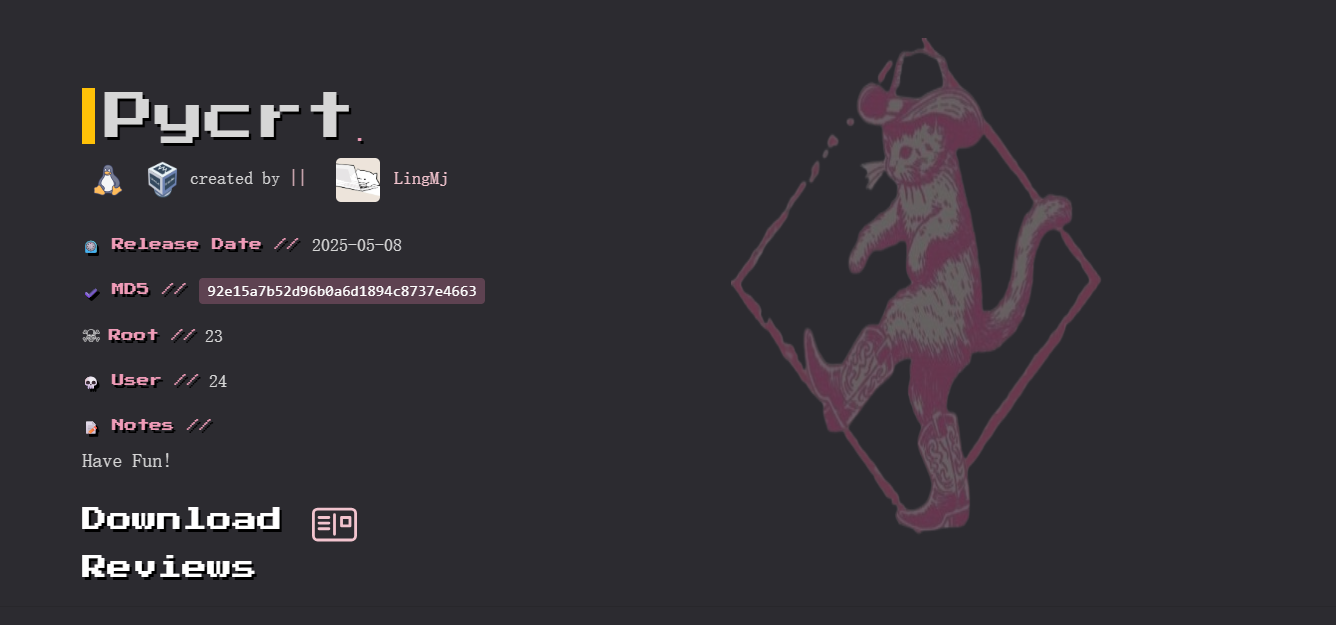 Pycrt.
created by || LingMj
Release Date // 2025-05-08
MD5 // 92e15a7b52d96b0a6d1894c8737e4663
Root // 23
User // 24
Notes //
Have Fun!
Download
Reviews